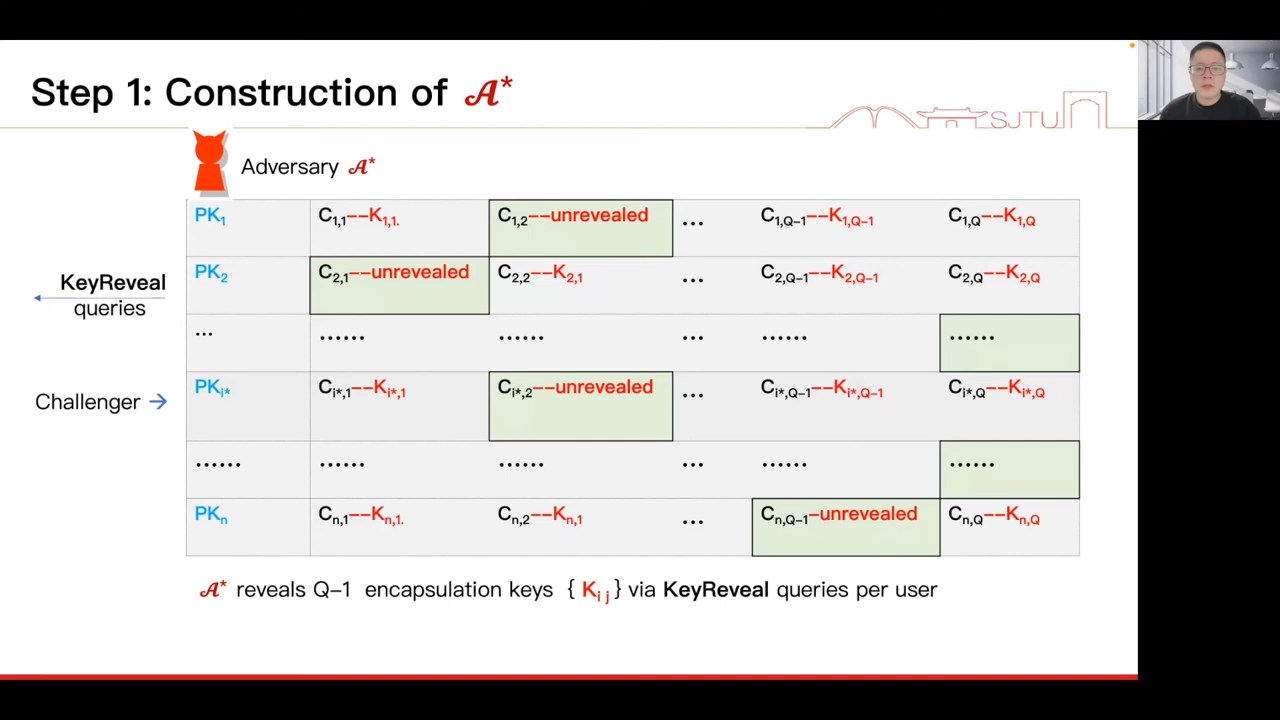 Step 1: Construction of 𝒜*
SJTU
Adversary 𝒜*
PK1 C1,1--K1,1. C1,2--unrevealed ... C1,Q-1--K1,Q-1 C1,Q--K1,Q
PK2 C2,1--unrevealed C2,2--K2,1 ... C2,Q-1--K2,Q-1 C2,Q--K2,Q
KeyReveal
queries
... ...... ...... ... ...... ......
PKi* Ci*,1--Ki*,1 Ci*,2--unrevealed ... Ci*,Q-1--Ki*,Q-1 Ci*,Q--Ki*,Q
Challenger →
...... ...... ...... ... ...... ......
PKn Cn,1--Kn,1. Cn,2--Kn,1 ... Cn,Q-1-unrevealed Cn,Q--Kn,Q
𝒜* reveals Q-1 encapsulation keys { Ki j } via KeyReveal queries per user